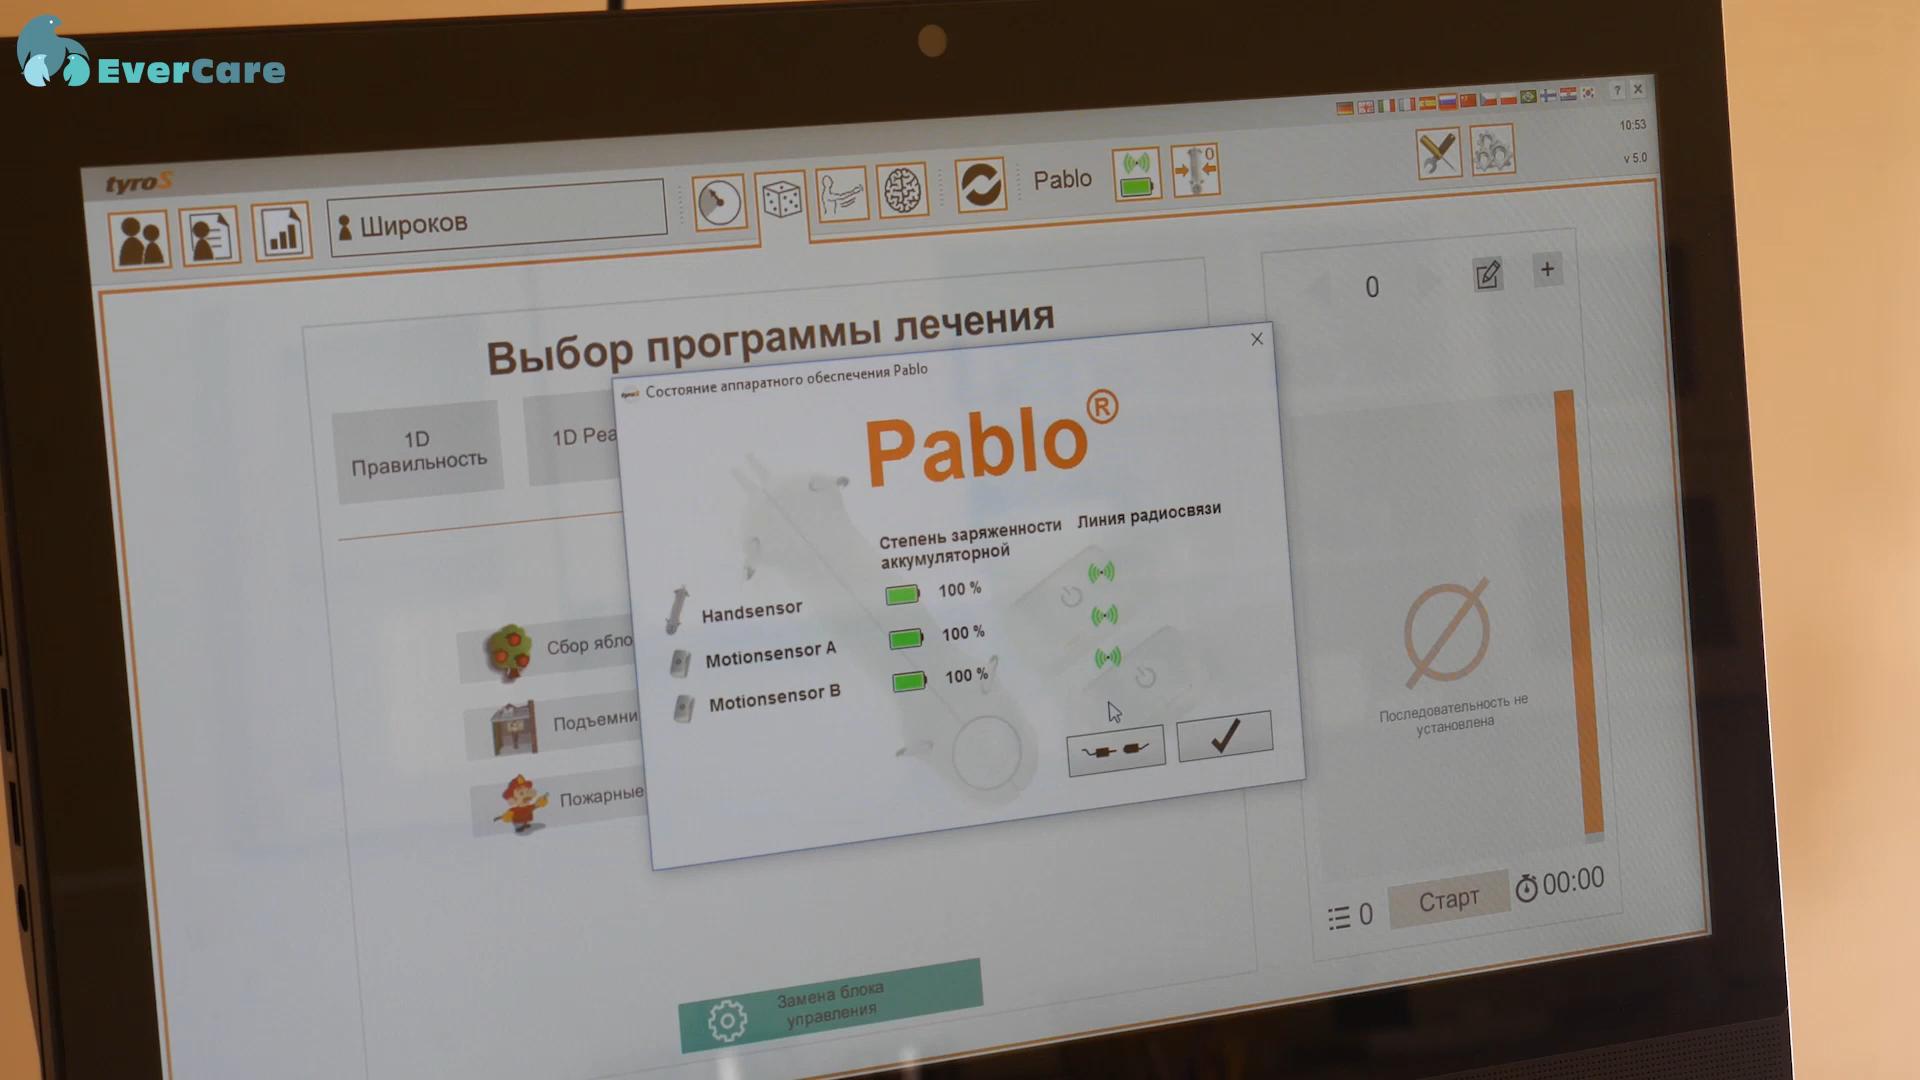 EverCare
tyroS
10:53
v 5.0
Широков
Pablo
0
?
0
Выбор программы лечения
1D
Правильность
1D Реа
Состояние аппаратного обеспечения Pablo
Pablo®
Степень заряженности
аккумуляторной
Линия радиосвязи
Handsensor
100 %
Motionsensor A
100 %
Motionsensor B
100 %
Сбор ябло
Подъемни
Пожарные
Последовательность не
установлена
0
Старт
00:00
Замена блока
управления